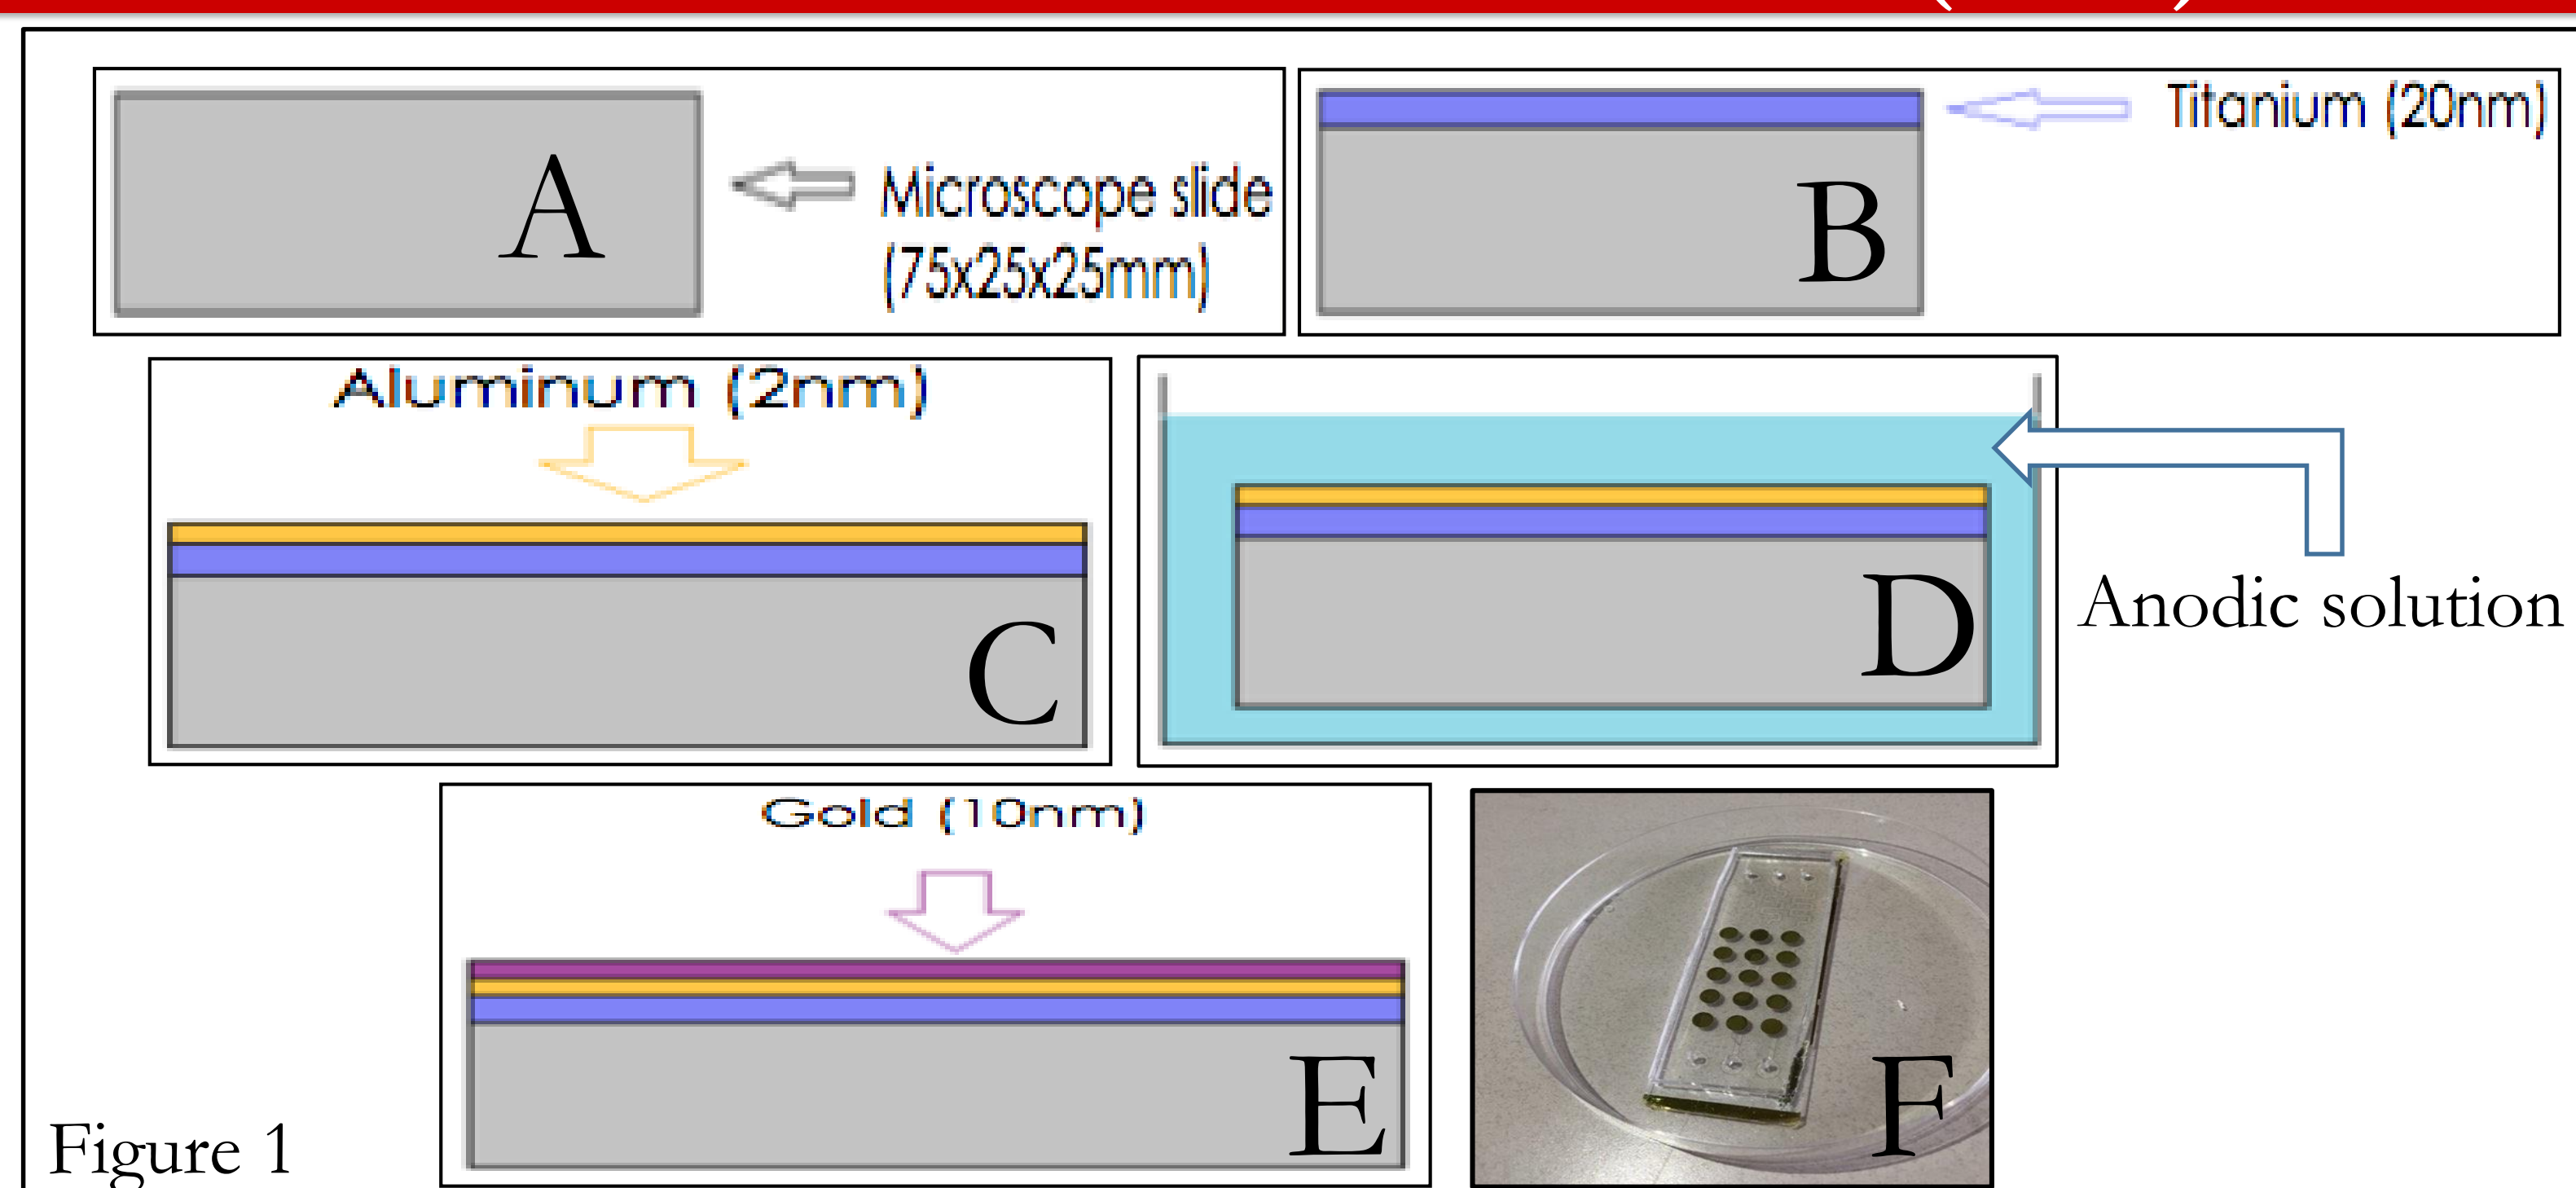 A
Microscope slide
(75x25x25mm)
B
Titanium (20nm)
Aluminum (2nm)
C
D
Anodic solution
Gold (10nm)
E
F
Figure 1